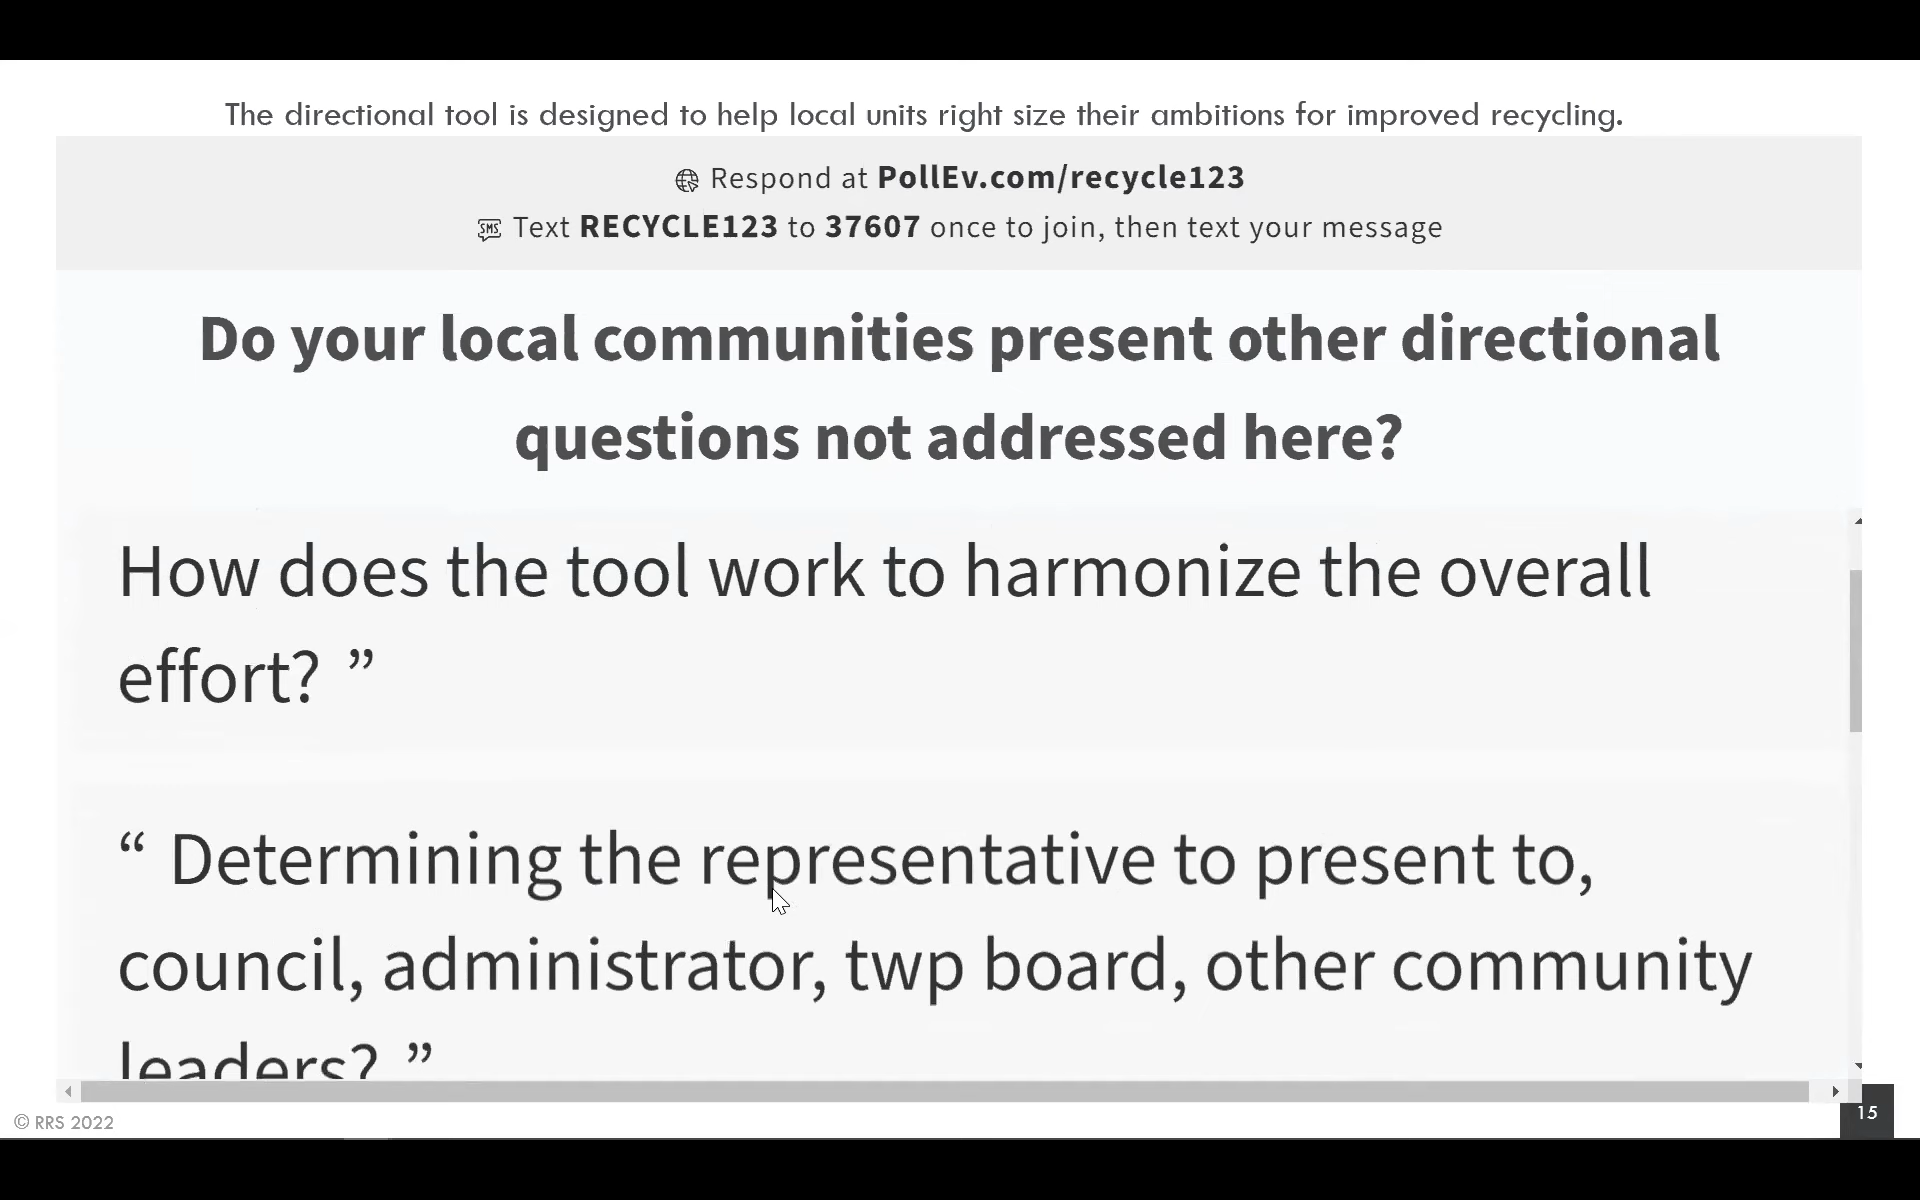 The directional tool is designed to help local units right size their ambitions for improved recycling.
Respond at PollEv.com/recycle123
SMS Text RECYCLE123 to 37607 once to join, then text your message
Do your local communities present other directional
questions not addressed here?
How does the tool work to harmonize the overall
effort? ”
“ Determining the representative to present to,
council, administrator, twp board, other community
leaders? ”
© RRS 2022
15